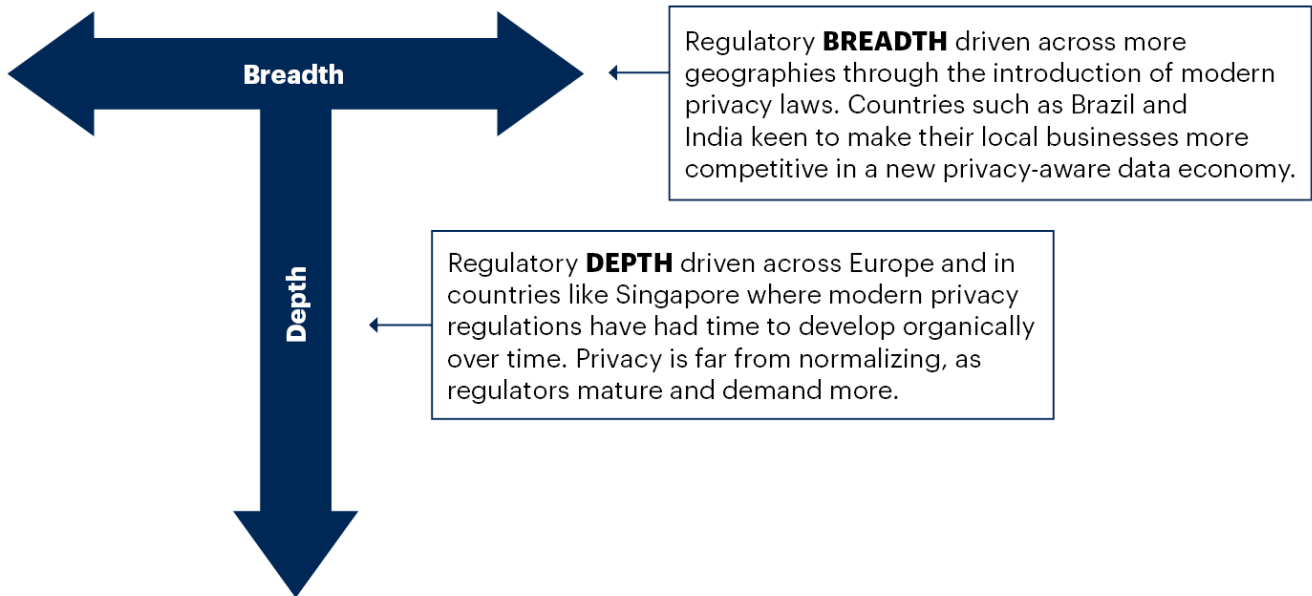 Breadth
Regulatory BREADTH driven across more
geographies through the introduction of modern
privacy laws. Countries such as Brazil and
India keen to make their local businesses more
competitive in a new privacy-aware data economy.
Depth
Regulatory DEPTH driven across Europe and in
countries like Singapore where modern privacy
regulations have had time to develop organically
over time. Privacy is far from normalizing, as
regulators mature and demand more.